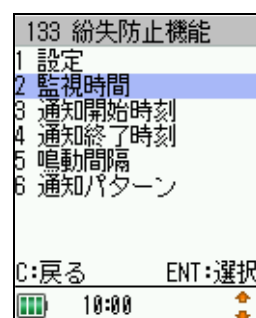 133 紛失防止機能
1 設定
2 監視時間
3 通知開始時刻
4 通知終了時刻
5 鳴動間隔
6 通知パターン
C:戻る ENT:選択
10:00